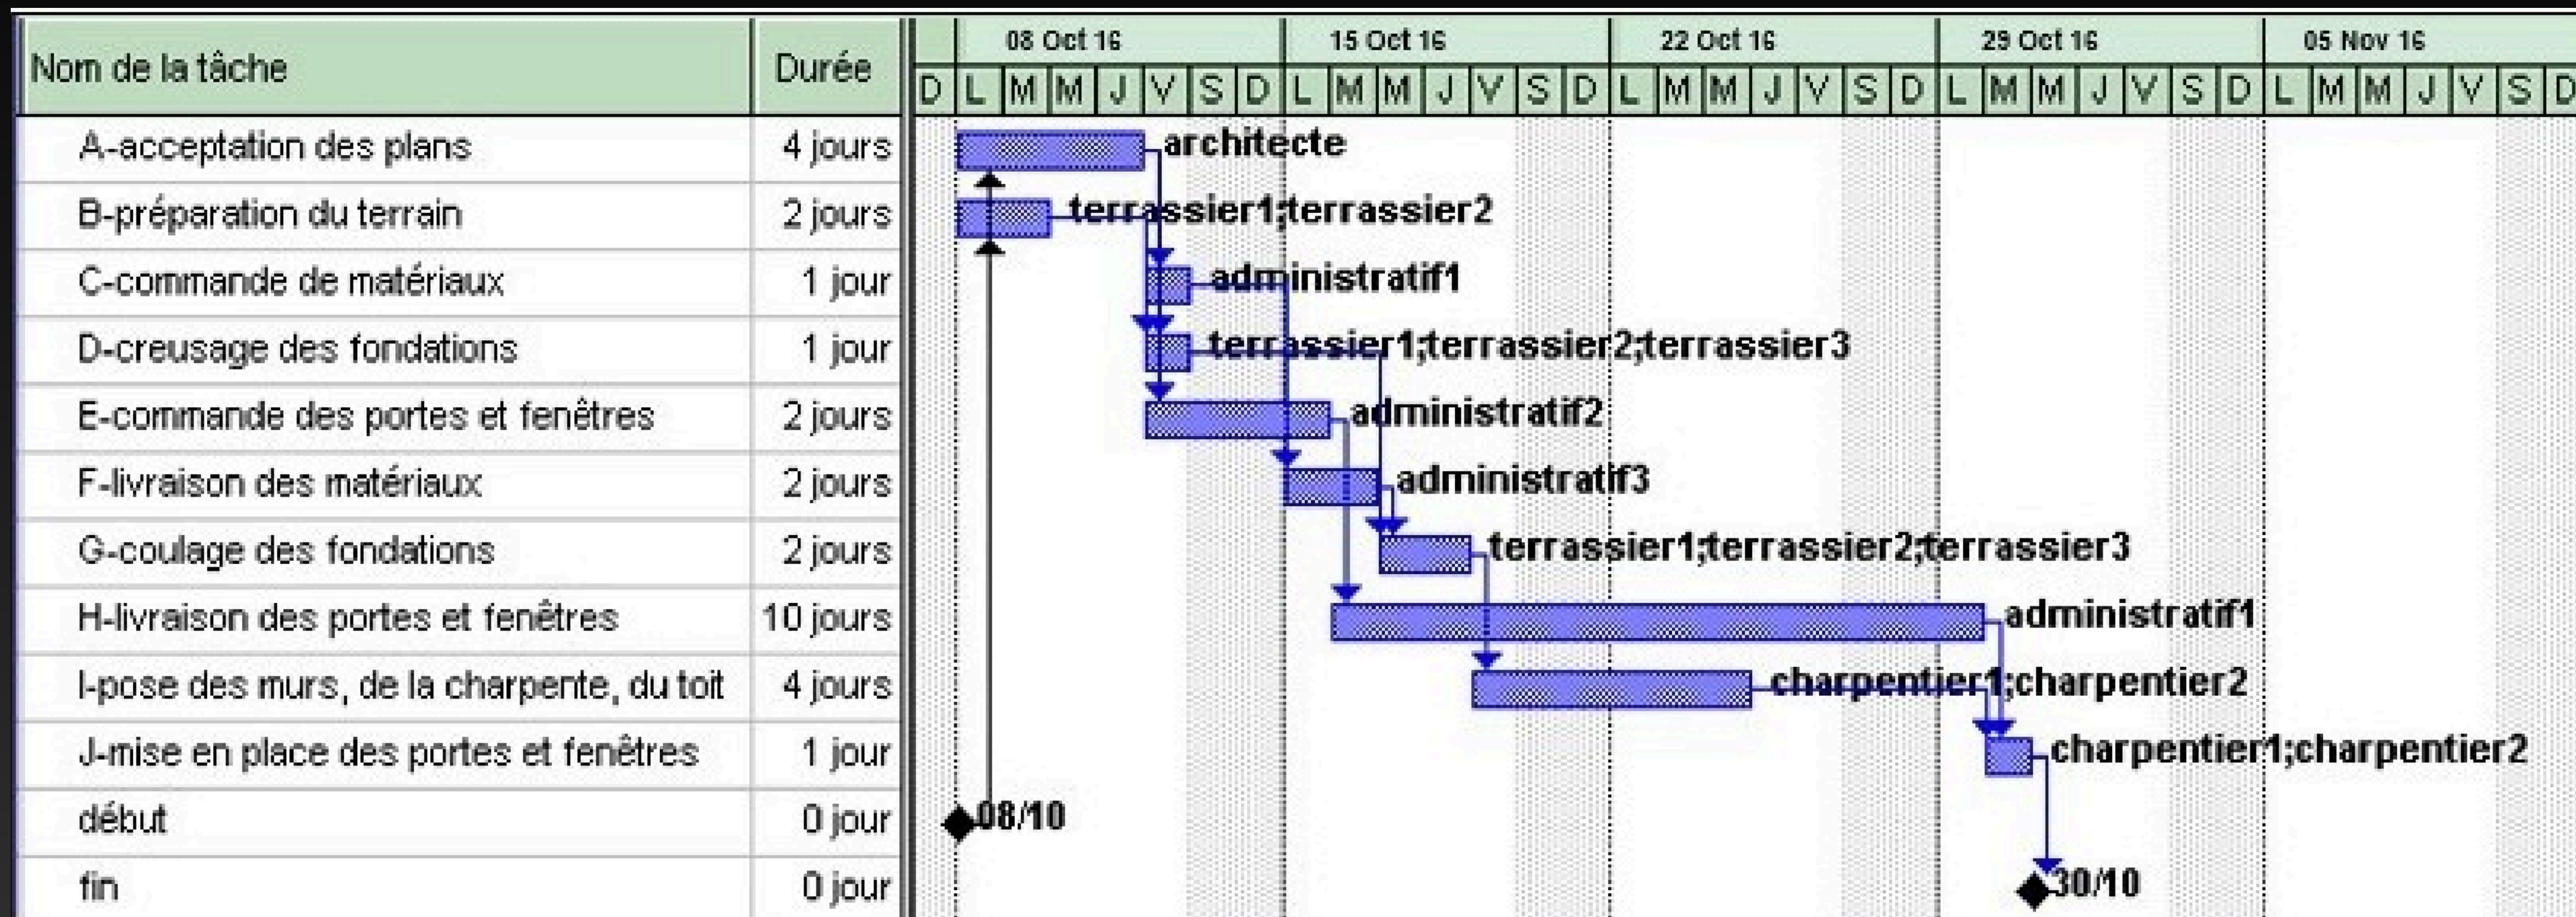 Nom de la tâche Durée 08 Oct 16 15 Oct 16 22 Oct 16 29 Oct 16 05 Nov 16
D L M M J V S D L M M J V S D L M M J V S D L M M J V S D L M M J V S D
A-acceptation des plans 4 jours architecte
B-préparation du terrain 2 jours terrassier1;terrassier2
C-commande de matériaux 1 jour administratif1
D-creusage des fondations 1 jour terrassier1;terrassier2;terrassier3
E-commande des portes et fenêtres 2 jours administratif2
F-livraison des matériaux 2 jours administratif3
G-coulage des fondations 2 jours terrassier1;terrassier2;terrassier3
H-livraison des portes et fenêtres 10 jours administratif1
I-pose des murs, de la charpente, du toit 4 jours charpentier1;charpentier2
J-mise en place des portes et fenêtres 1 jour charpentier1;charpentier2
début 0 jour 08/10
fin 0 jour 30/10